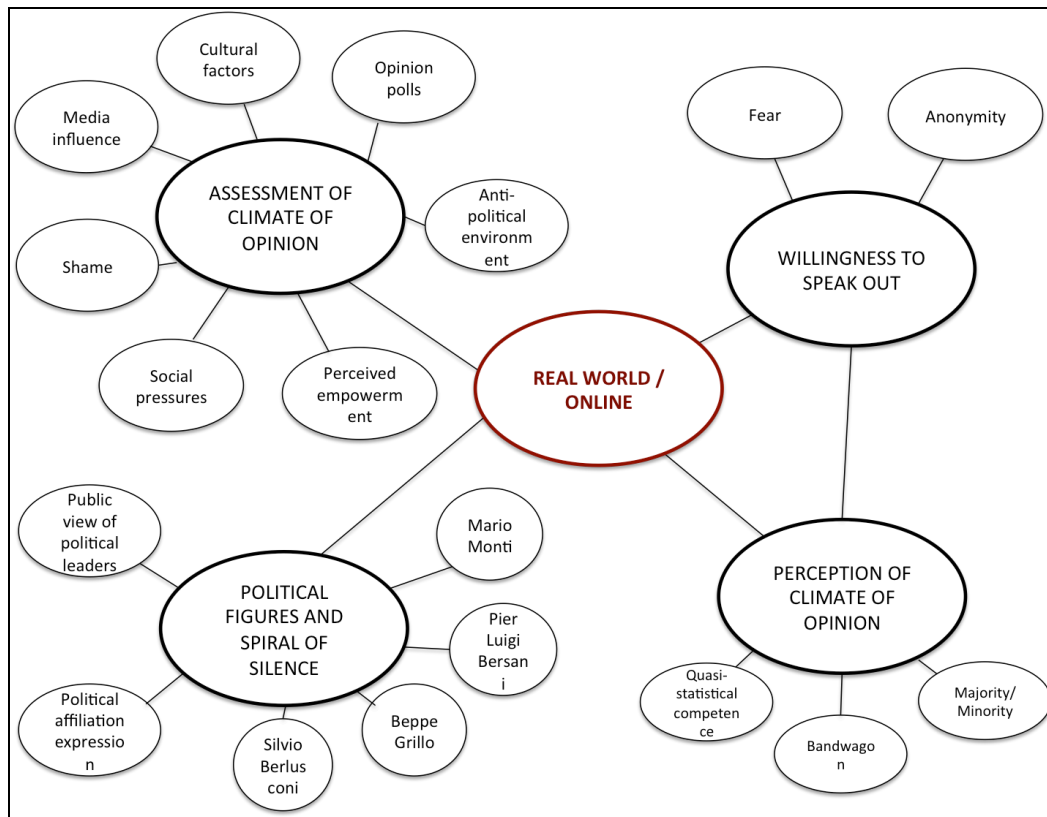 Cultural
factors
Opinion
polls
Media
influence
ASSESSMENT OF
CLIMATE OF
OPINION
Anti-
political
environm
ent
Shame
Social
pressures
Perceived
empowerm
ent
Fear
Anonymity
WILLINGNESS TO
SPEAK OUT
REAL WORLD /
ONLINE
Public
view of
political
leaders
Mario
Monti
POLITICAL
FIGURES AND
SPIRAL OF
SILENCE
Pier
Luigi
Bersan
i
Political
affiliation
expressio
n
Silvio
Berlus
coni
Beppe
Grillo
PERCEPTION OF
CLIMATE OF
OPINION
Quasi-
statistical
competen
ce
Bandwago
n
Majority/
Minority